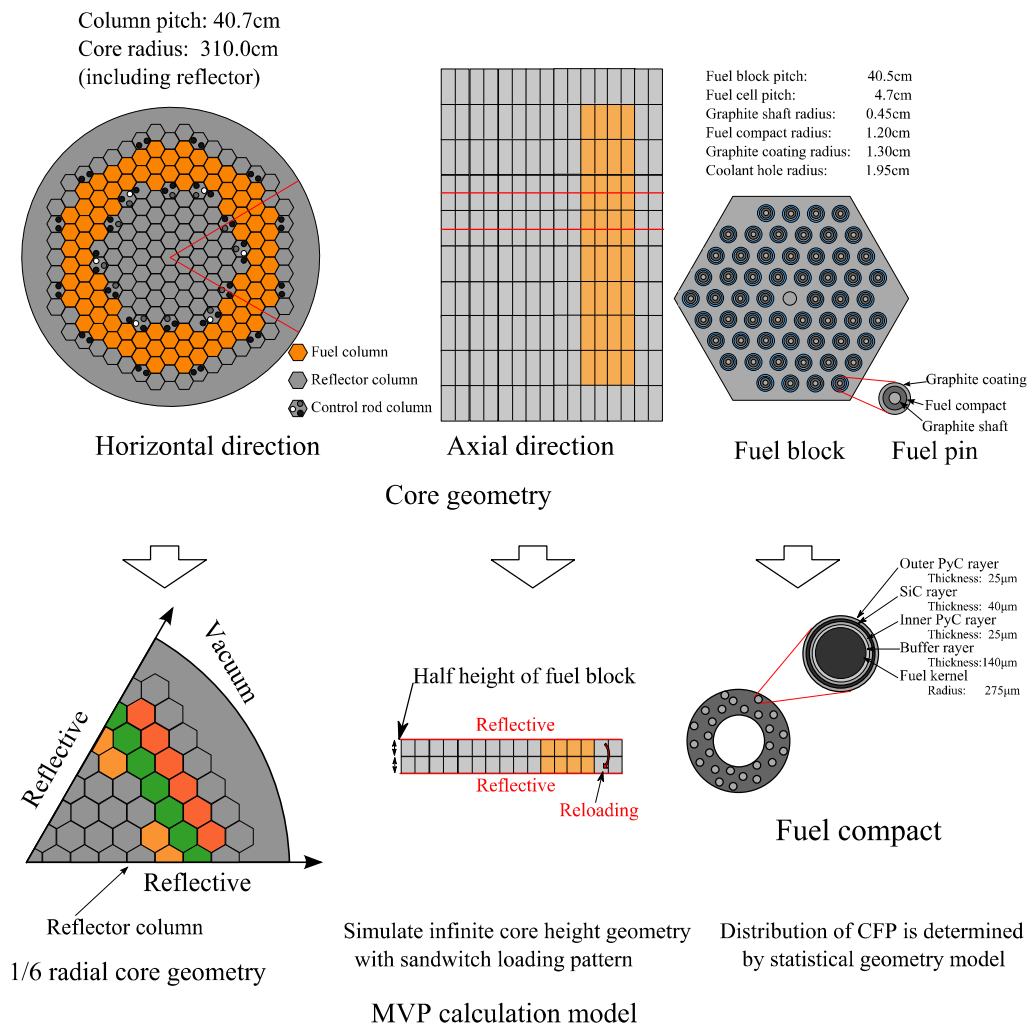 Column pitch: 40.7cm
Core radius: 310.0cm
(including reflector)
Fuel block pitch: 40.5cm
Fuel cell pitch: 4.7cm
Graphite shaft radius: 0.45cm
Fuel compact radius: 1.20cm
Graphite coating radius: 1.30cm
Coolant hole radius: 1.95cm
Fuel column
Reflector column
Control rod column
Graphite coating
Fuel compact
Graphite shaft
Horizontal direction
Axial direction
Fuel block
Fuel pin
Core geometry
Outer PyC rayer
Thickness: 25μm
SiC rayer
Thickness: 40μm
Inner PyC rayer
Thickness: 25μm
Buffer rayer
Thickness:140μm
Fuel kernel
Radius: 275μm
Vacuum
Reflective
Reflective
Reflector column
1/6 radial core geometry
Half height of fuel block
Reflective
Reflective
Reloading
Fuel compact
Simulate infinite core height geometry
with sandwitch loading pattern
Distribution of CFP is determined
by statistical geometry model
MVP calculation model